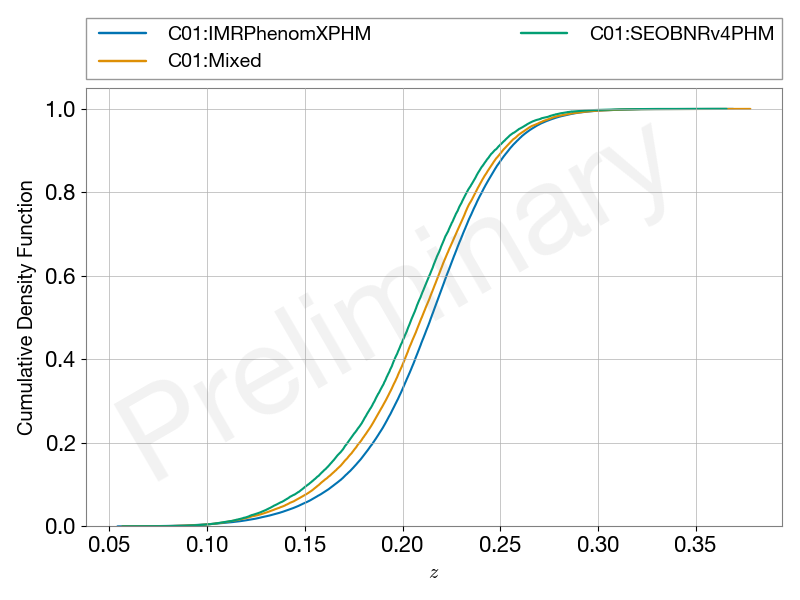 C01:IMRPhenomXPHM
C01:Mixed
C01:SEOBNRv4PHM
Preliminary
Cumulative Density Function
1.0
0.8
0.6
0.4
0.2
0.0
0.05 0.10 0.15 0.20 0.25 0.30 0.35
z